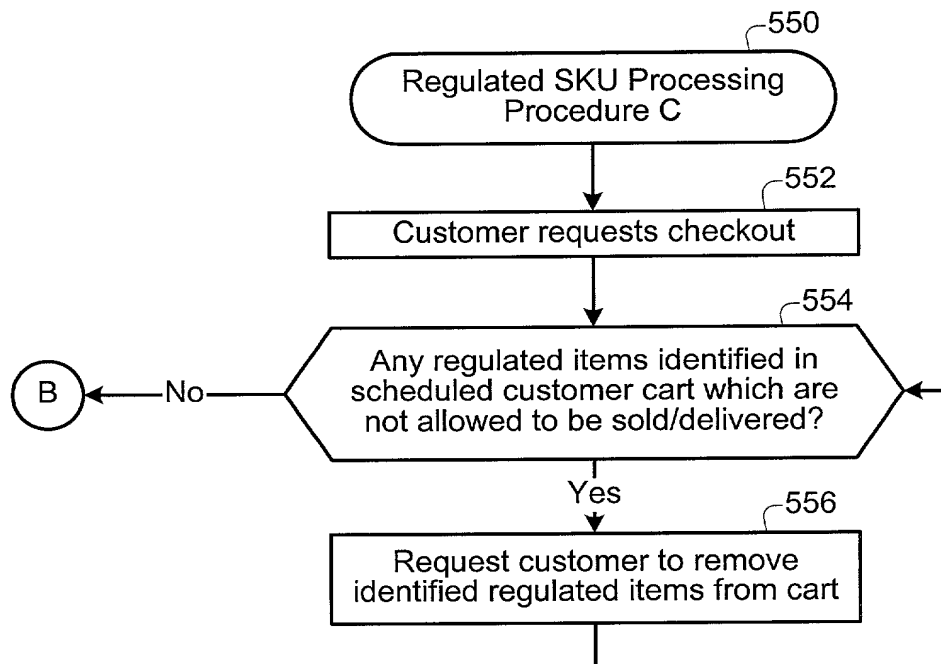 550
Regulated SKU Processing
Procedure C
552
Customer requests checkout
554
Any regulated items identified in
scheduled customer cart which are
not allowed to be sold/delivered?
B
No
Yes
556
Request customer to remove
identified regulated items from cart